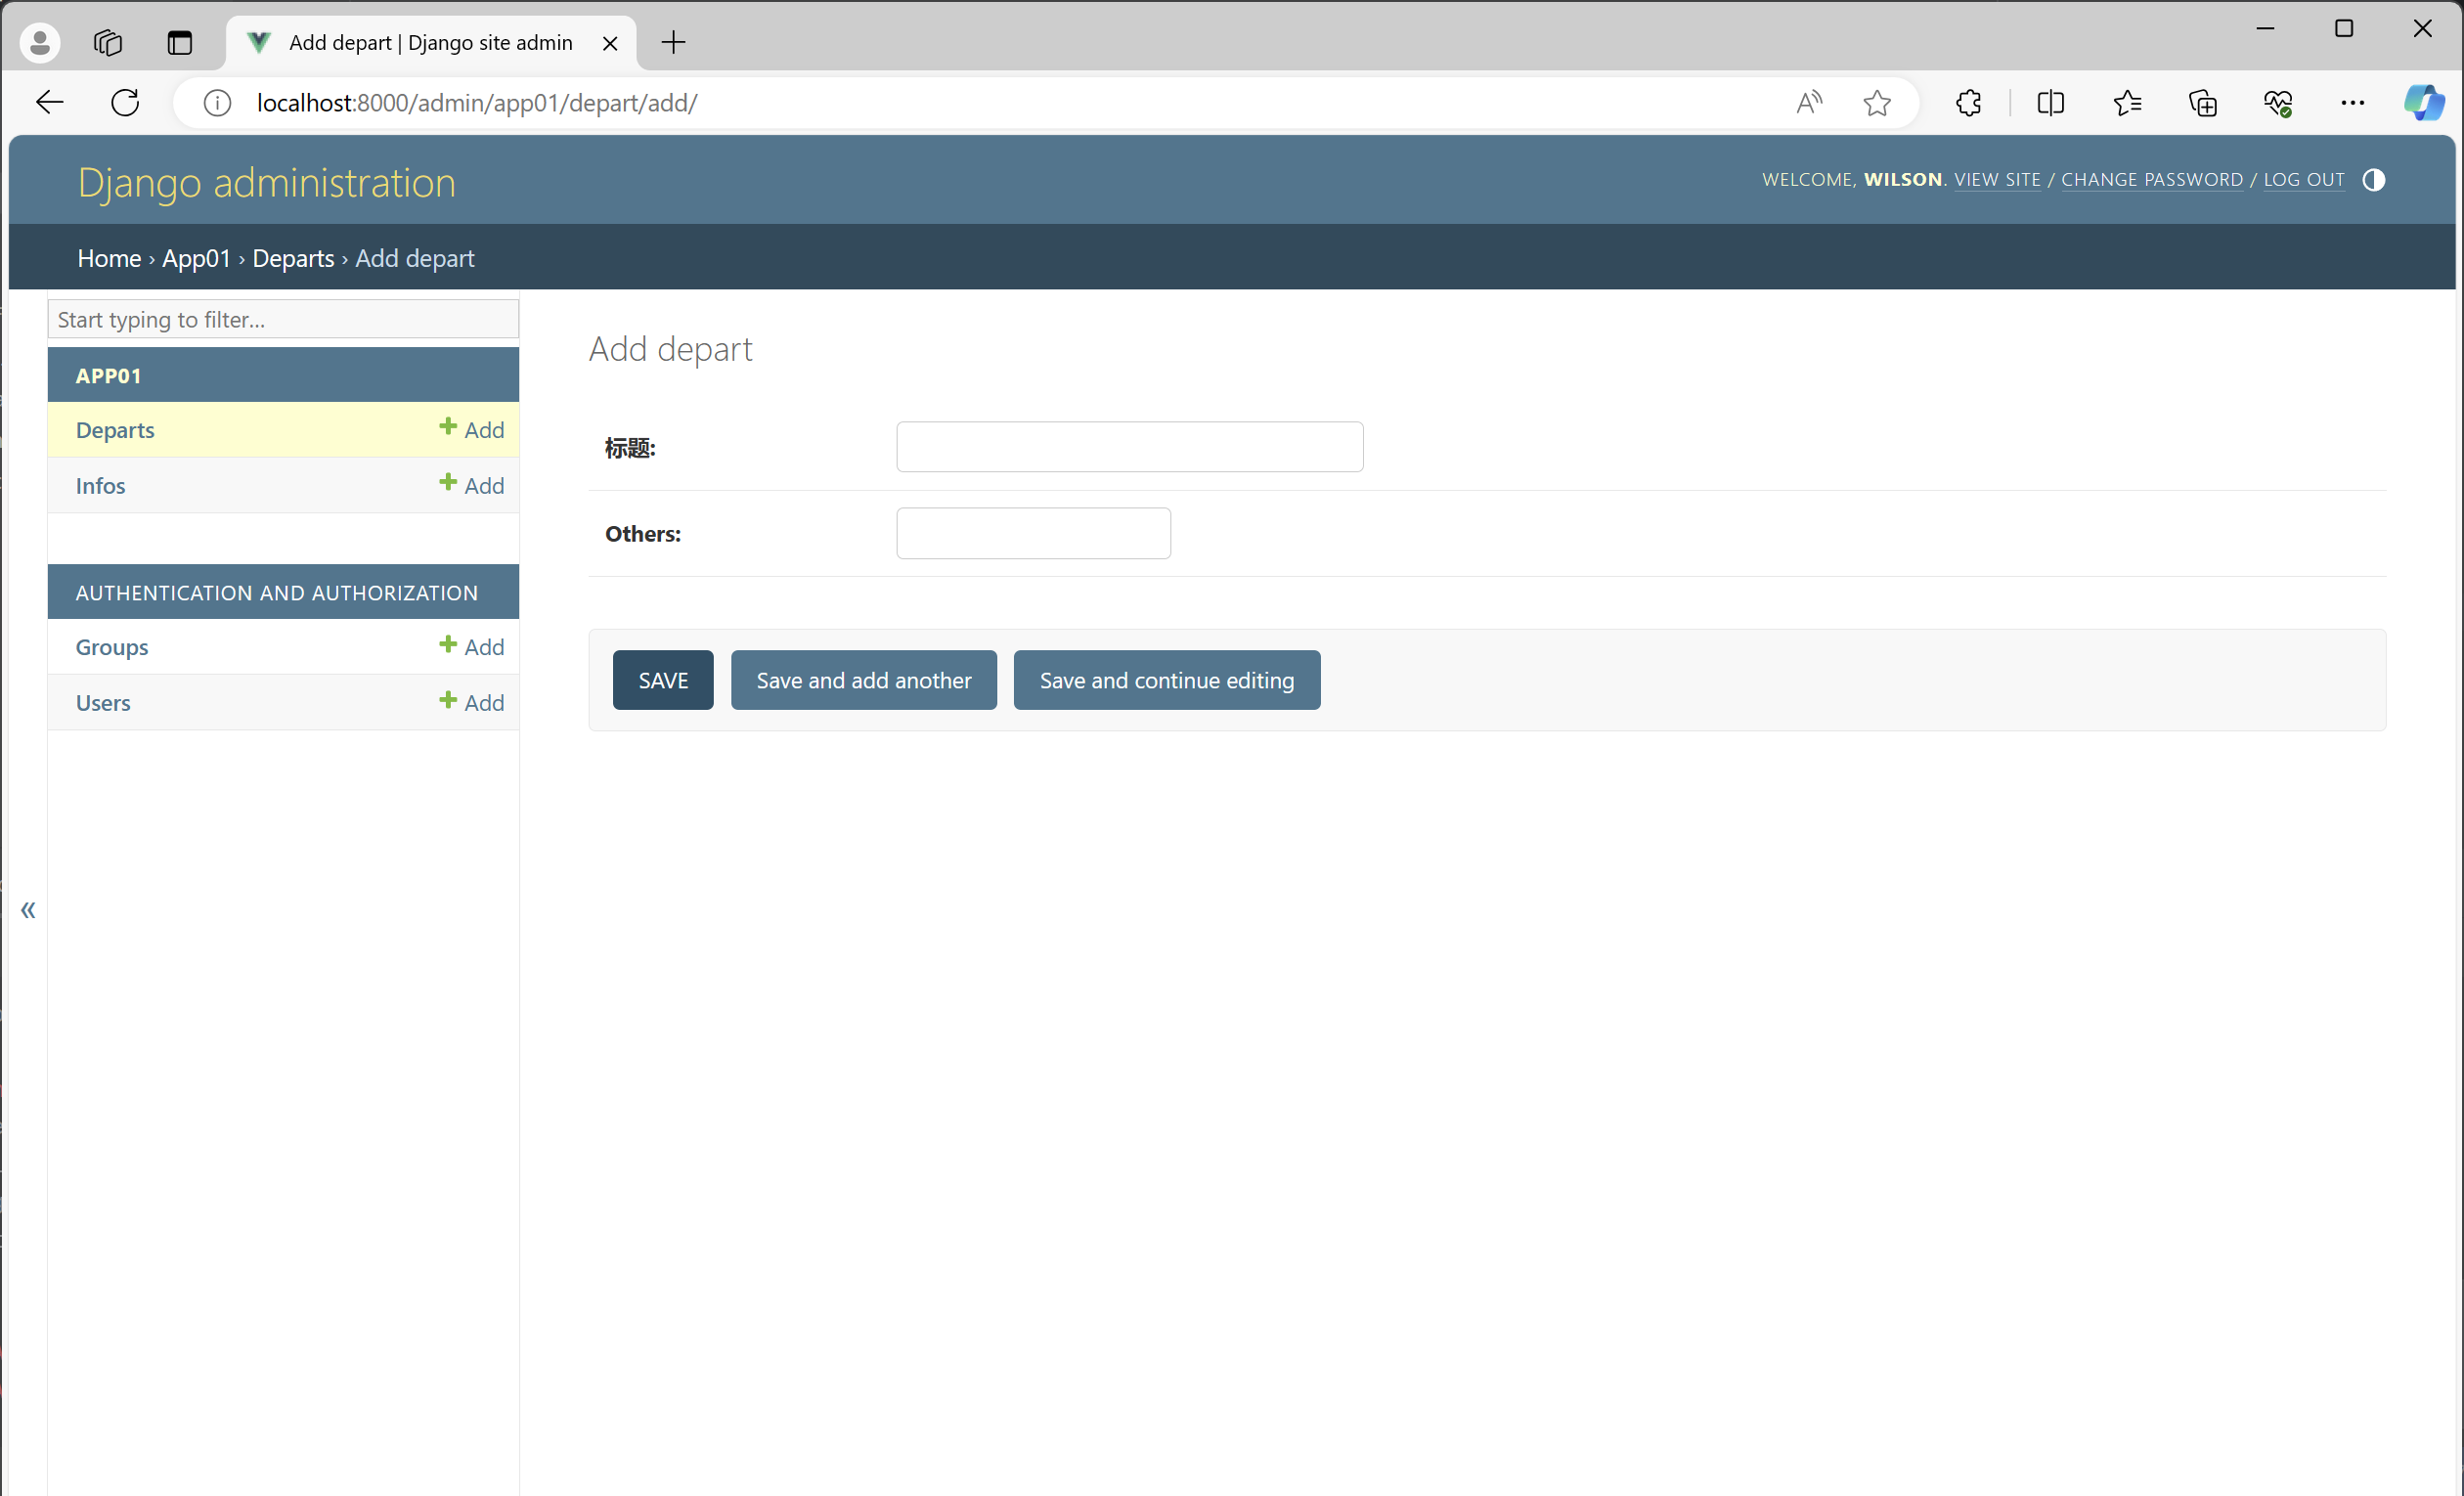 Add depart | Django site admin
localhost:8000/admin/app01/depart/add/
Django administration
WELCOME, WILSON. VIEW SITE / CHANGE PASSWORD / LOG OUT
Home › App01 › Departs › Add depart
Start typing to filter...
APP01
Departs + Add
Infos + Add
AUTHENTICATION AND AUTHORIZATION
Groups + Add
Users + Add
«
Add depart
标题:
Others:
SAVE Save and add another Save and continue editing